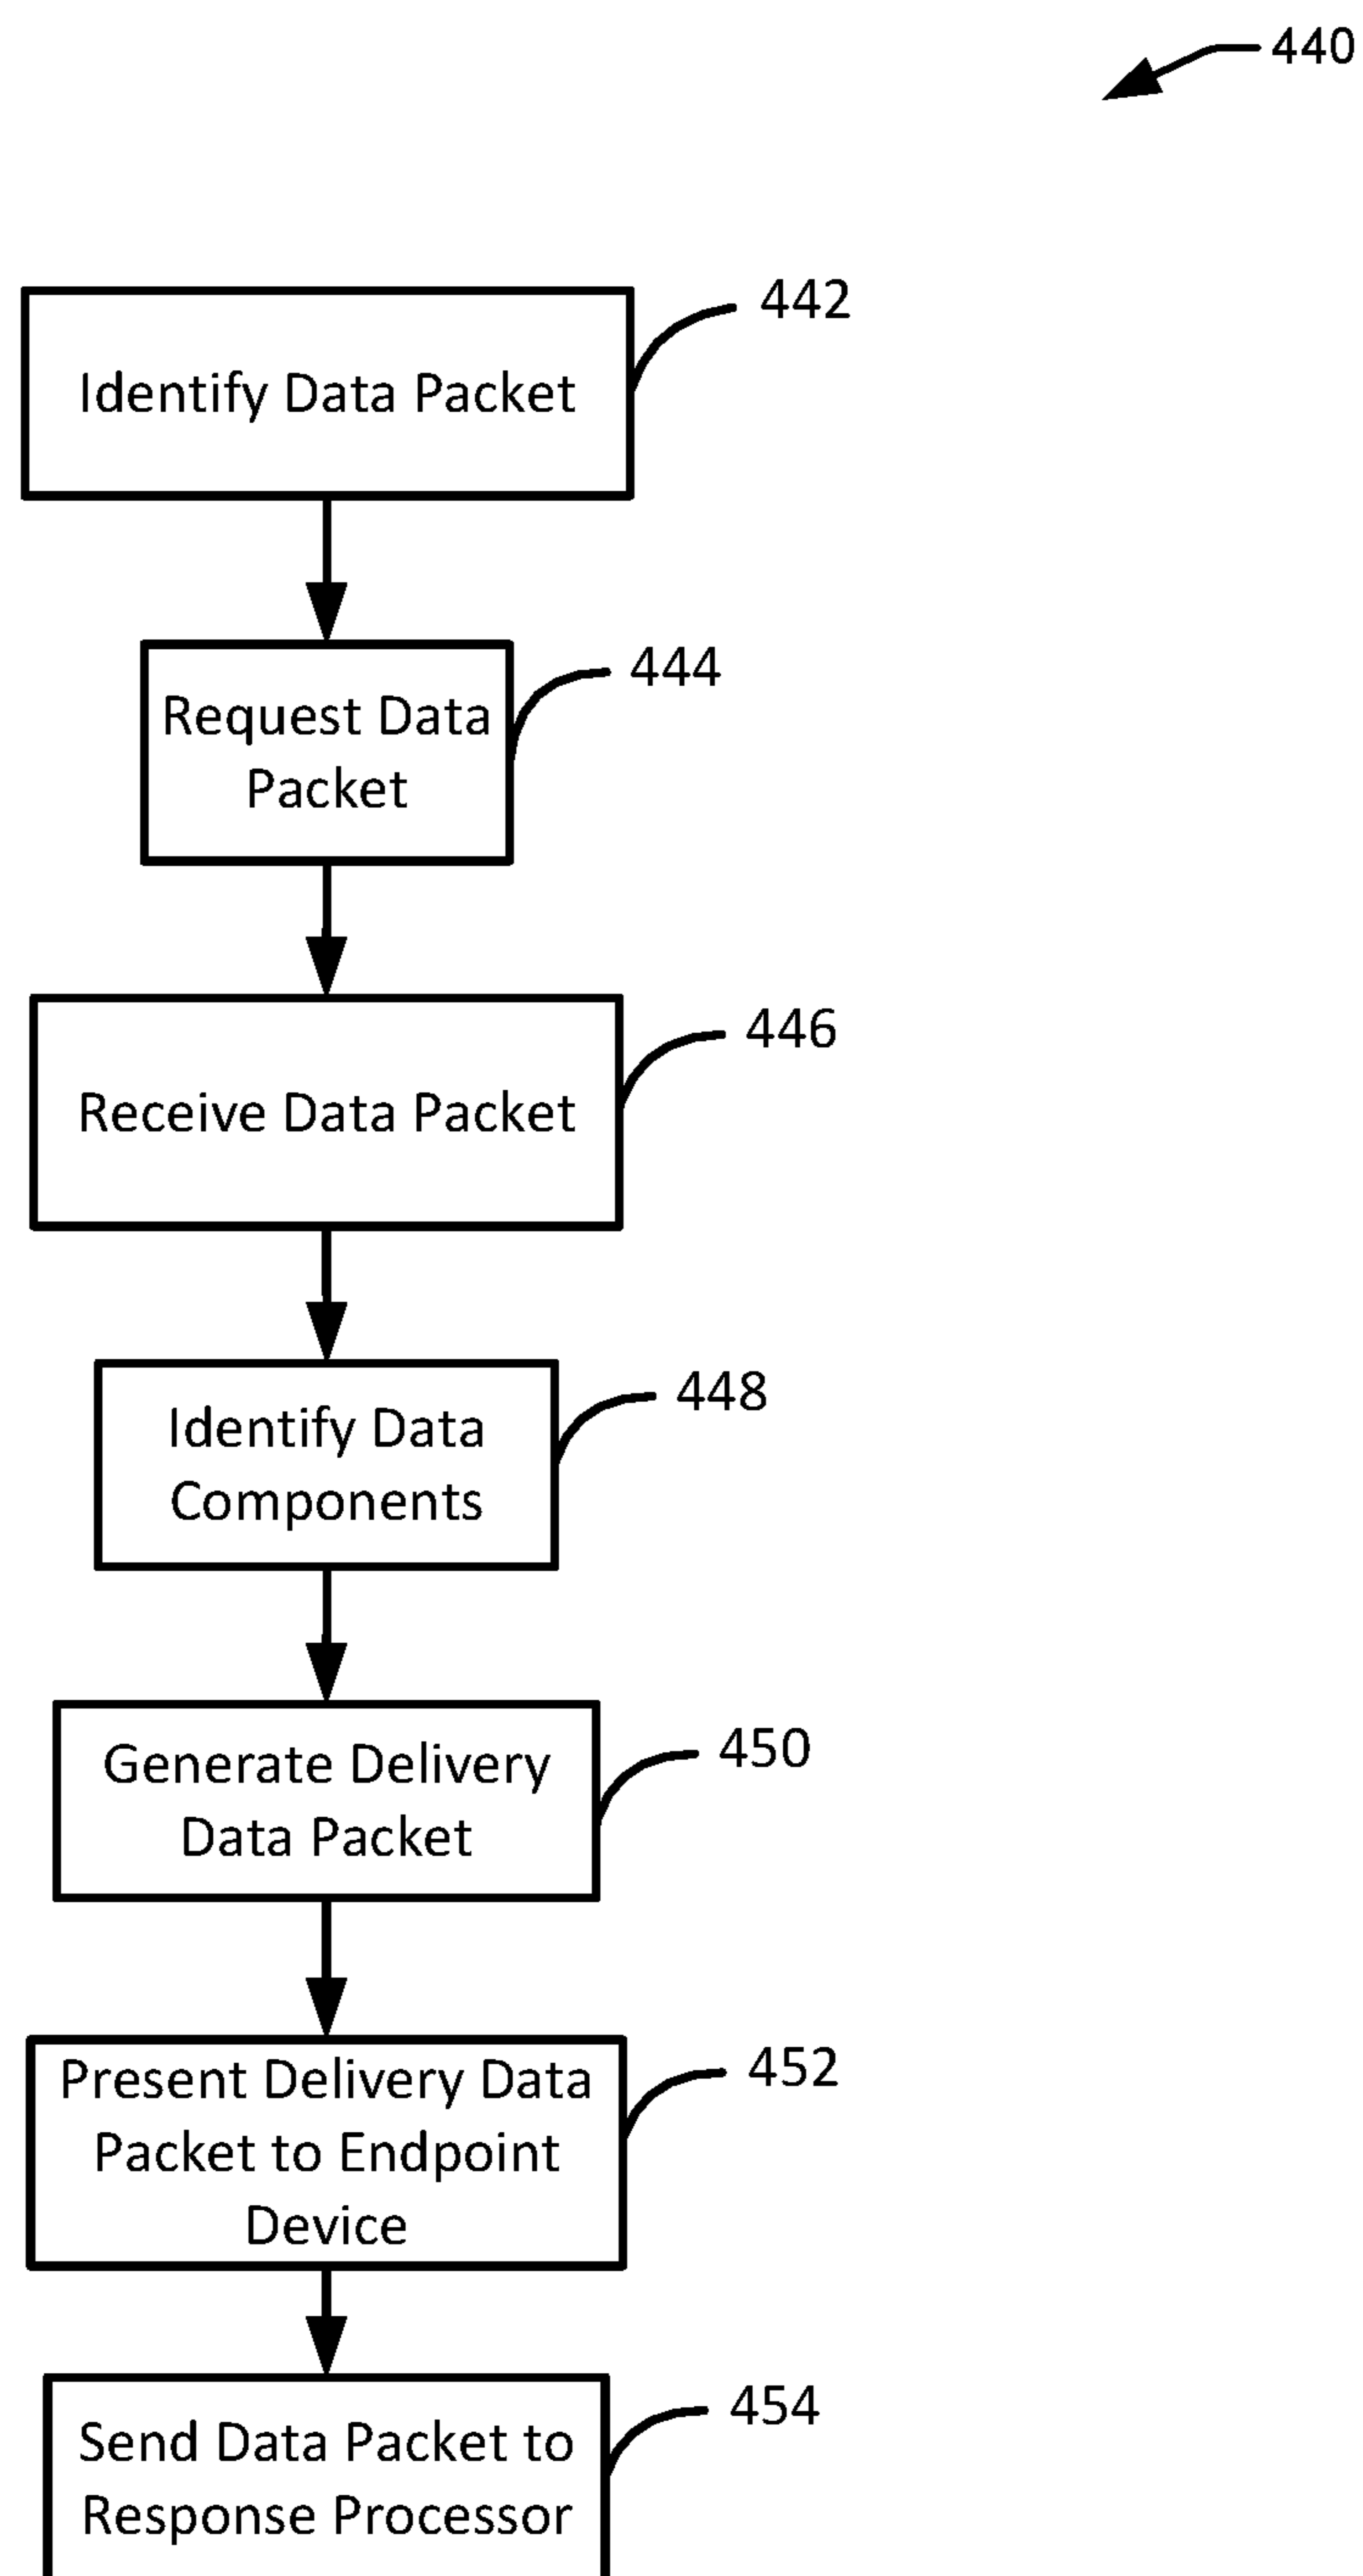 440
442
Identify Data Packet
444
Request Data
Packet
446
Receive Data Packet
448
Identify Data
Components
450
Generate Delivery
Data Packet
452
Present Delivery Data
Packet to Endpoint
Device
454
Send Data Packet to
Response Processor